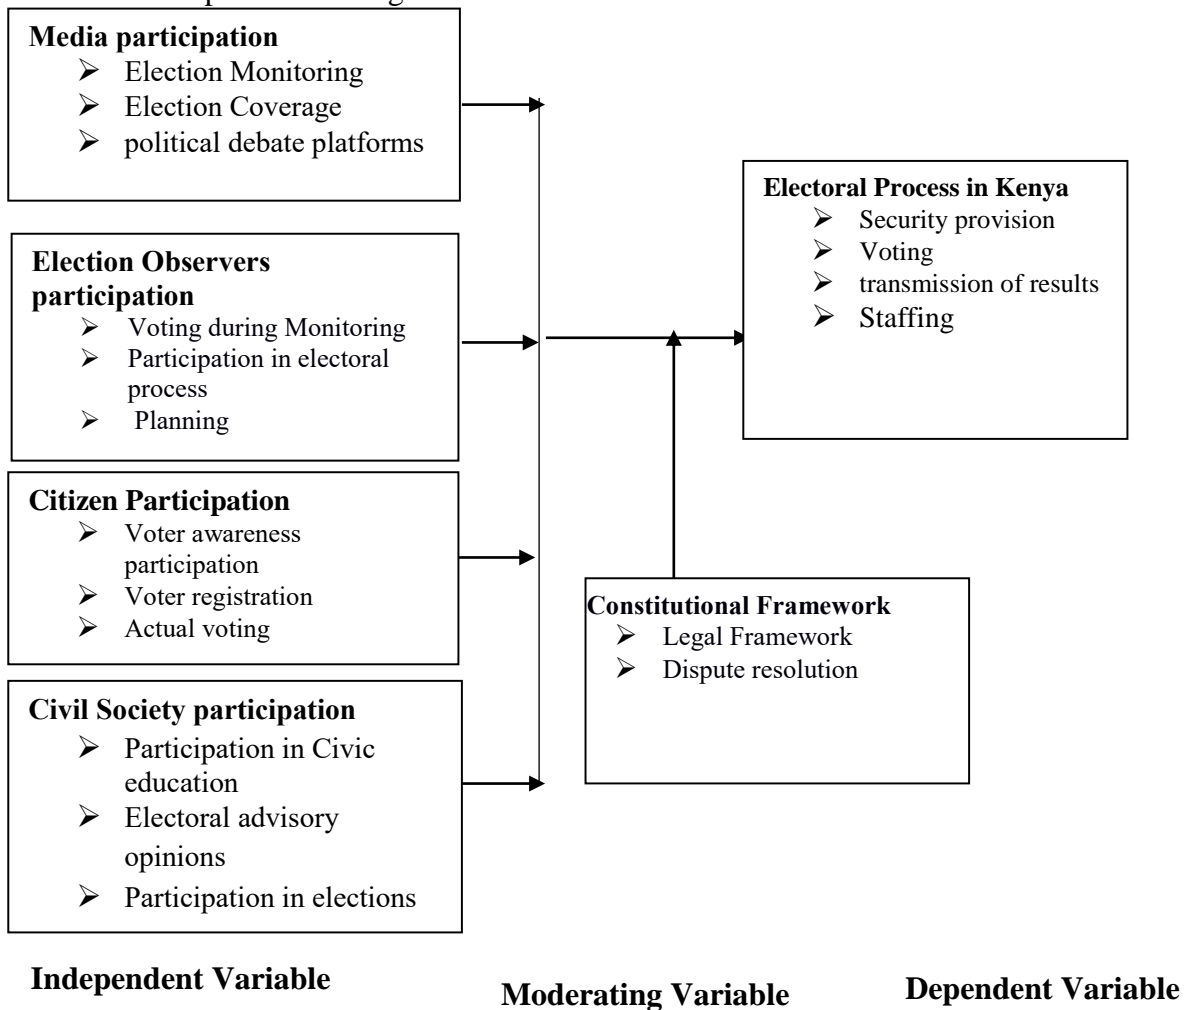 Media participation
➢ Election Monitoring
➢ Election Coverage
➢ political debate platforms
Election Observers
participation
➢ Voting during Monitoring
➢ Participation in electoral
process
➢ Planning
Citizen Participation
➢ Voter awareness
participation
➢ Voter registration
➢ Actual voting
Civil Society participation
➢ Participation in Civic
education
➢ Electoral advisory
opinions
➢ Participation in elections
Electoral Process in Kenya
➢ Security provision
➢ Voting
➢ transmission of results
➢ Staffing
Constitutional Framework
➢ Legal Framework
➢ Dispute resolution
Independent Variable
Moderating Variable
Dependent Variable